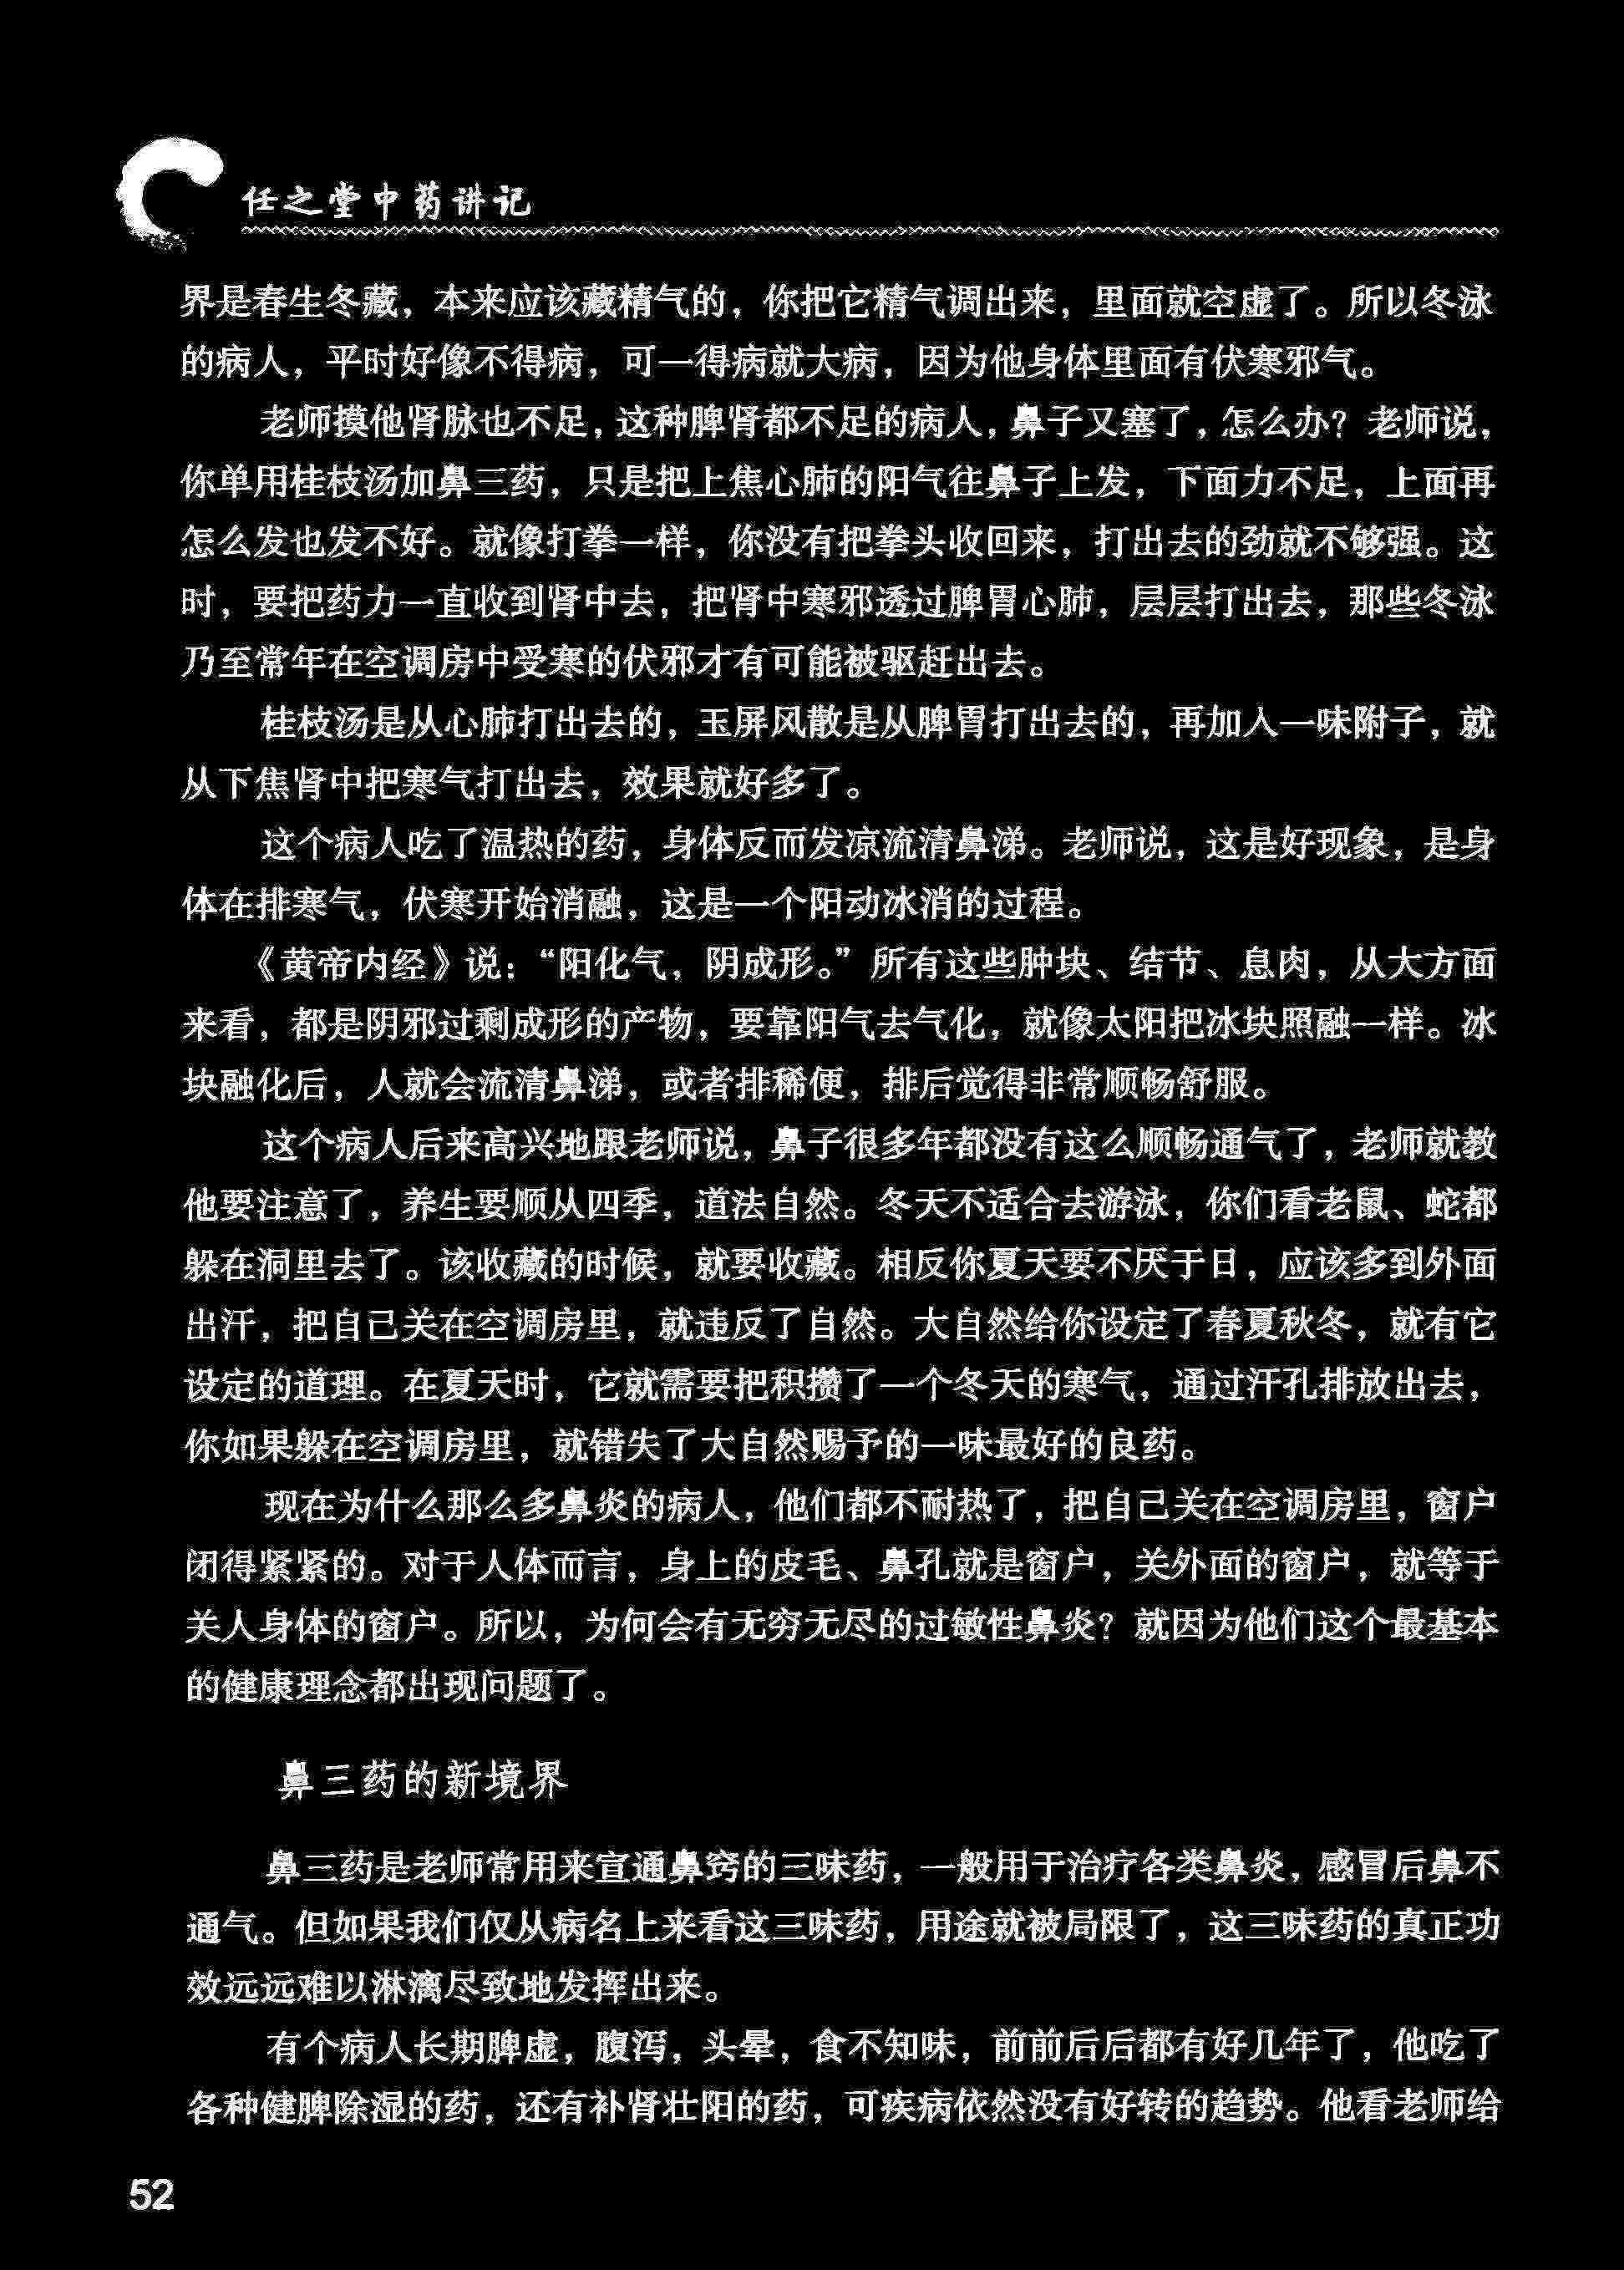 任之堂中药讲记
界是春生冬藏，本来应该藏精气的，你把它精气调出来，里面就空虚了。所以冬泳
的病人，平时好像不得病，可一得病就大病，因为他身体里面有伏寒邪气。
老师摸他肾脉也不足，这种脾肾都不足的病人，鼻子又塞了，怎么办？老师说，
你单用桂枝汤加鼻三药，只是把上焦心肺的阳气往鼻子上发，下面力不足，上面再
怎么发也发不好。就像打拳一样，你没有把拳头收回来，打出去的劲就不够强。这
时，要把药力一直收到肾中去，把肾中寒邪透过脾胃心肺，层层打出去，那些冬泳
乃至常年在空调房中受寒的伏邪才有可能被驱赶出去。
桂枝汤是从心肺打出去的，玉屏风散是从脾胃打出去的，再加入一味附子，就
从下焦肾中把寒气打出去，效果就好多了。
这个病人吃了温热的药，身体反而发凉流清鼻涕。老师说，这是好现象，是身
体在排寒气，伏寒开始消融，这是一个阳动冰消的过程。
《黄帝内经》说：“阳化气，阴成形。”所有这些肿块、结节、息肉，从大方面
来看，都是阴邪过剩成形的产物，要靠阳气去气化，就像太阳把冰块照融一样。冰
块融化后，人就会流清鼻涕，或者排稀便，排后觉得非常顺畅舒服。
这个病人后来高兴地跟老师说，鼻子很多年都没有这么顺畅通气了，老师就教
他要注意了，养生要顺从四季，道法自然。冬天不适合去游泳，你们看老鼠、蛇都
躲在洞里去了。该收藏的时候，就要收藏。相反你夏天要不厌于日，应该多到外面
出汗，把自己关在空调房里，就违反了自然。大自然给你设定了春夏秋冬，就有它
设定的道理。在夏天时，它就需要把积攒了一个冬天的寒气，通过汗孔排放出去，
你如果躲在空调房里，就错失了大自然赐予的一味最好的良药。
现在为什么那么多鼻炎的病人，他们都不耐热了，把自己关在空调房里，窗户
闭得紧紧的。对于人体而言，身上的皮毛、鼻孔就是窗户，关外面的窗户，就等于
关人身体的窗户。所以，为何会有无穷无尽的过敏性鼻炎？就因为他们这个最基本
的健康理念都出现问题了。
鼻三药的新境界
鼻三药是老师常用来宣通鼻窍的三味药，一般用于治疗各类鼻炎，感冒后鼻不
通气。但如果我们仅从病名上来看这三味药，用途就被局限了，这三味药的真正功
效远远难以淋漓尽致地发挥出来。
有个病人长期脾虚，腹泻，头晕，食不知味，前前后后都有好几年了，他吃了
各种健脾除湿的药，还有补肾壮阳的药，可疾病依然没有好转的趋势。他看老师给
52